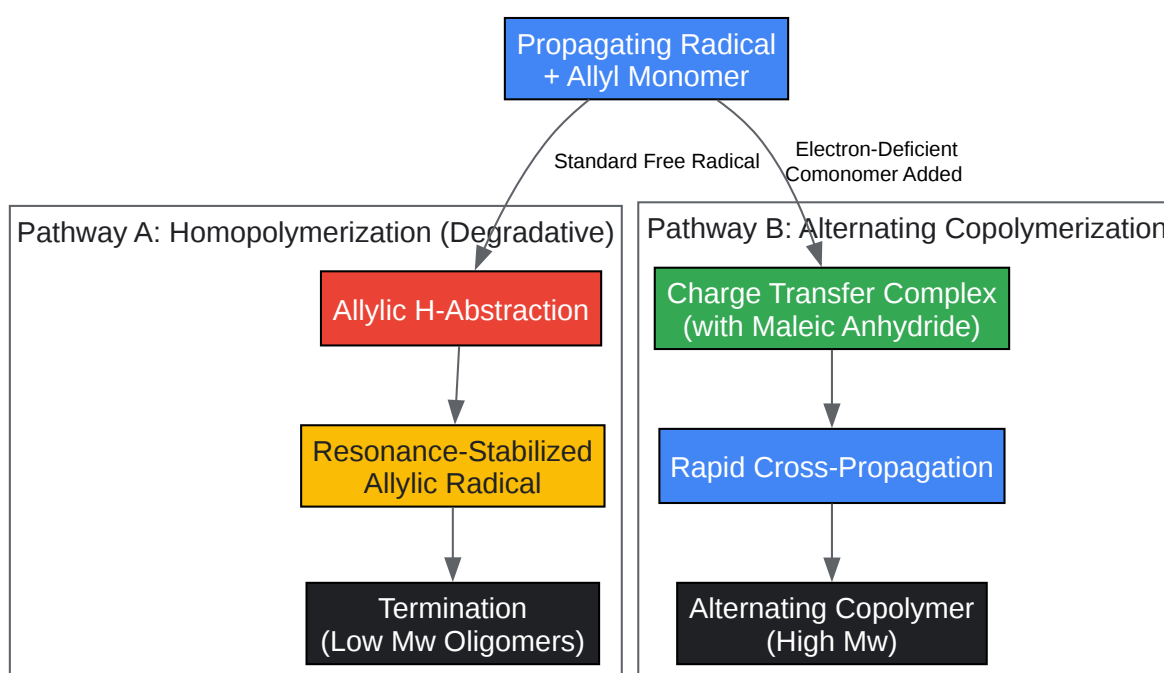 Propagating Radical
+ Allyl Monomer
Standard Free Radical
Electron-Deficient
Comonomer Added
Pathway A: Homopolymerization (Degradative)
Allylic H-Abstraction
Resonance-Stabilized
Allylic Radical
Termination
(Low Mw Oligomers)
Pathway B: Alternating Copolymerization
Charge Transfer Complex
(with Maleic Anhydride)
Rapid Cross-Propagation
Alternating Copolymer
(High Mw)